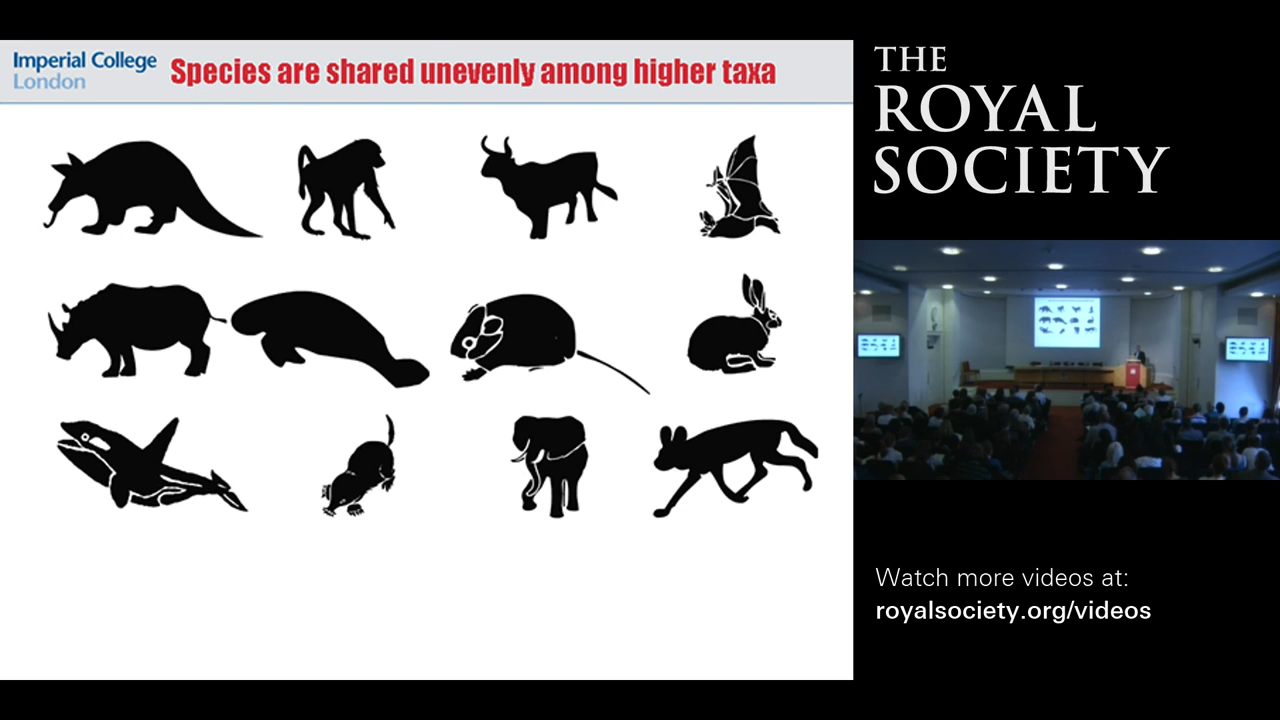 Imperial College
London
Species are shared unevenly among higher taxa
THE
ROYAL
SOCIETY
Watch more videos at:
royalsociety.org/videos